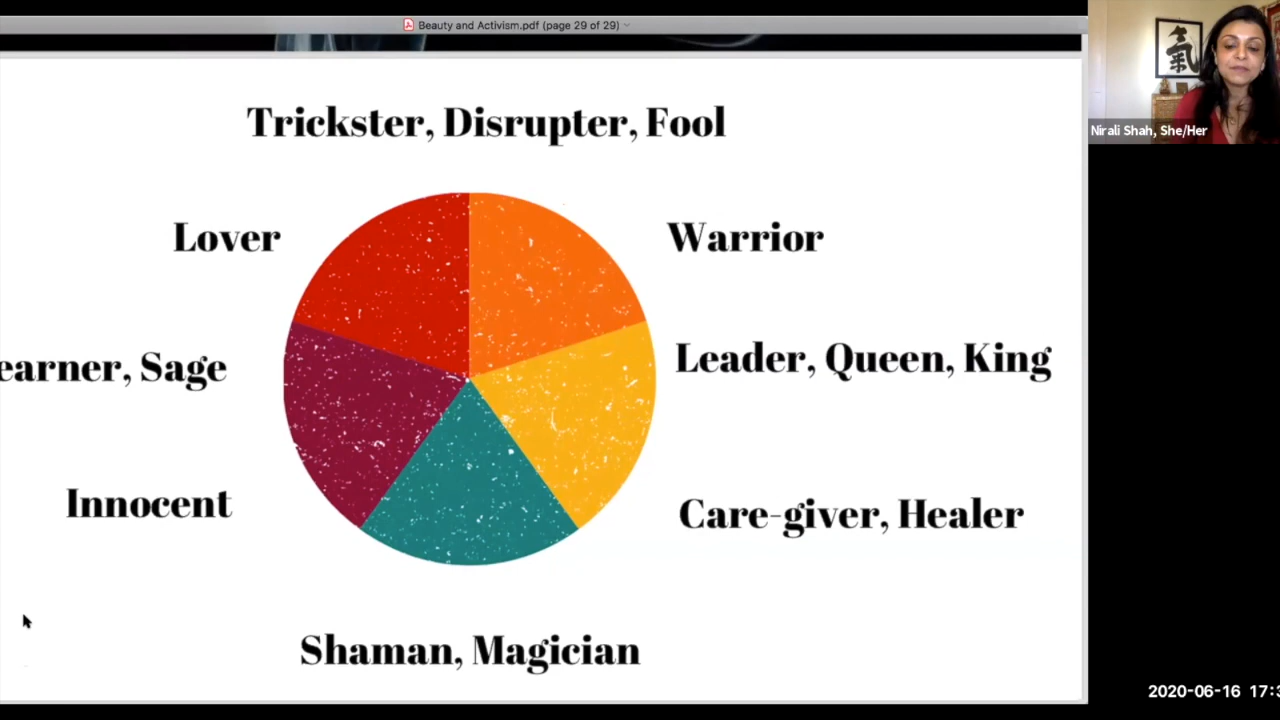 Beauty and Activism.pdf (page 29 of 29)
Nirali Shah, She/Her
氣
Trickster, Disrupter, Fool
Lover
Warrior
earner, Sage
Leader, Queen, King
Innocent
Care-giver, Healer
Shaman, Magician
2020-06-16 17:3